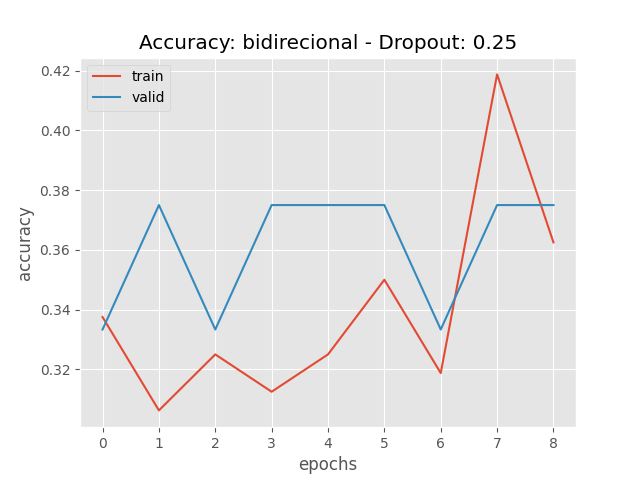 Accuracy: bidirecional - Dropout: 0.25
train
valid
0.42
0.40
0.38
0.36
0.34
0.32
accuracy
0 1 2 3 4 5 6 7 8
epochs